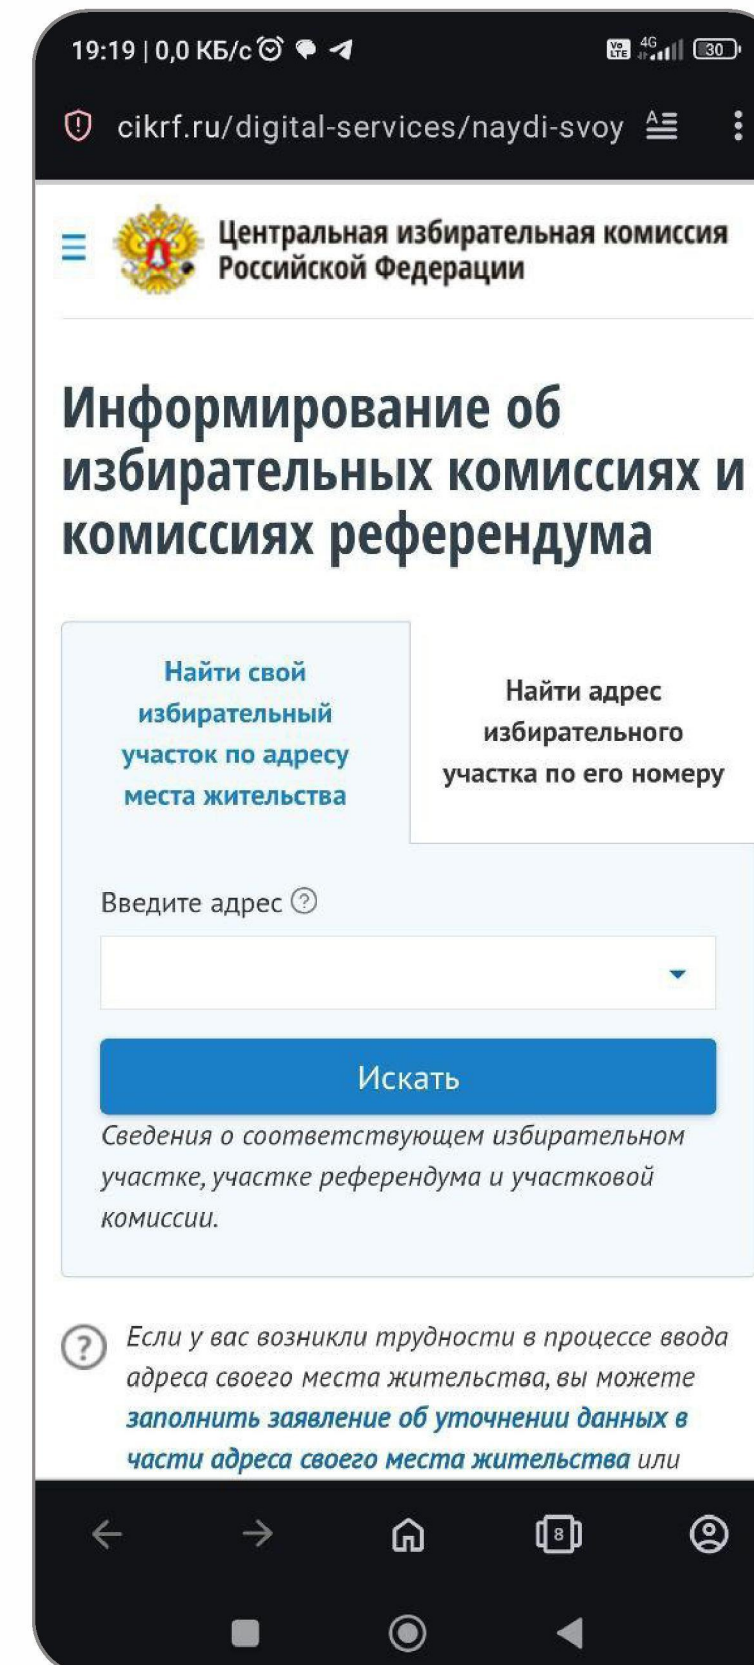 19:19 | 0,0 КБ/с
Vo LTE 4G 30
cikrf.ru/digital-services/naydi-svoy
Центральная избирательная комиссия
Российской Федерации
Информирование об
избирательных комиссиях и
комиссиях референдума
Найти свой
избирательный
участок по адресу
места жительства
Найти адрес
избирательного
участка по его номеру
Введите адрес
Искать
Сведения о соответствующем избирательном
участке, участке референдума и участковой
комиссии.
Если у вас возникли трудности в процессе ввода
адреса своего места жительства, вы можете
заполнить заявление об уточнении данных в
части адреса своего места жительства или
8